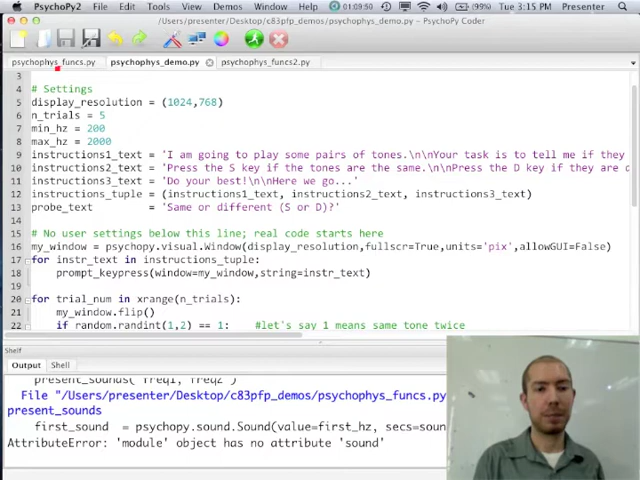 PsychoPy2 File Edit Tools View Demos Window Help 01:09:50 (99%) Tue 3:15 PM Presenter
/Users/presenter/Desktop/c83pfp_demos/psychophys_demo.py - PsychoPy Coder
psychophys_funcs.py psychophys_demo.py psychophys_funcs2.py
3
4 # Settings
5 display_resolution = (1024,768)
6 n_trials = 5
7 min_hz = 200
8 max_hz = 2000
9 instructions1_text = 'I am going to play some pairs of tones.\n\nYour task is to tell me if they
10 instructions2_text = 'Press the S key if the tones are the same.\n\nPress the D key if they are d
11 instructions3_text = 'Do your best!\n\nHere we go...'
12 instructions_tuple = (instructions1_text, instructions2_text, instructions3_text)
13 probe_text = 'Same or different (S or D)?'
14
15 # No user settings below this line; real code starts here
16 my_window = psychopy.visual.Window(display_resolution,fullscr=True,units='pix',allowGUI=False)
17 for instr_text in instructions_tuple:
18 prompt_keypress(window=my_window,string=instr_text)
19
20 for trial_num in xrange(n_trials):
21 my_window.flip()
22 if random.randint(1,2) == 1: #let's say 1 means same tone twice
Shelf
Output Shell
present_sounds( freq1, freq2 )
File "/Users/presenter/Desktop/c83pfp_demos/psychophys_funcs.py
present_sounds
first_sound = psychopy.sound.Sound(value=first_hz, secs=soun
AttributeError: 'module' object has no attribute 'sound'